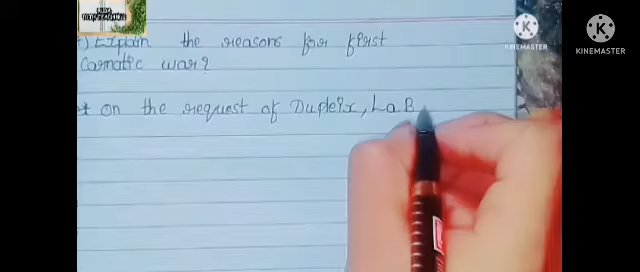 Explain the reasons for first
Carnatic war?
* on the request of Dupleix, La B
KINEMASTER
KINEMASTER